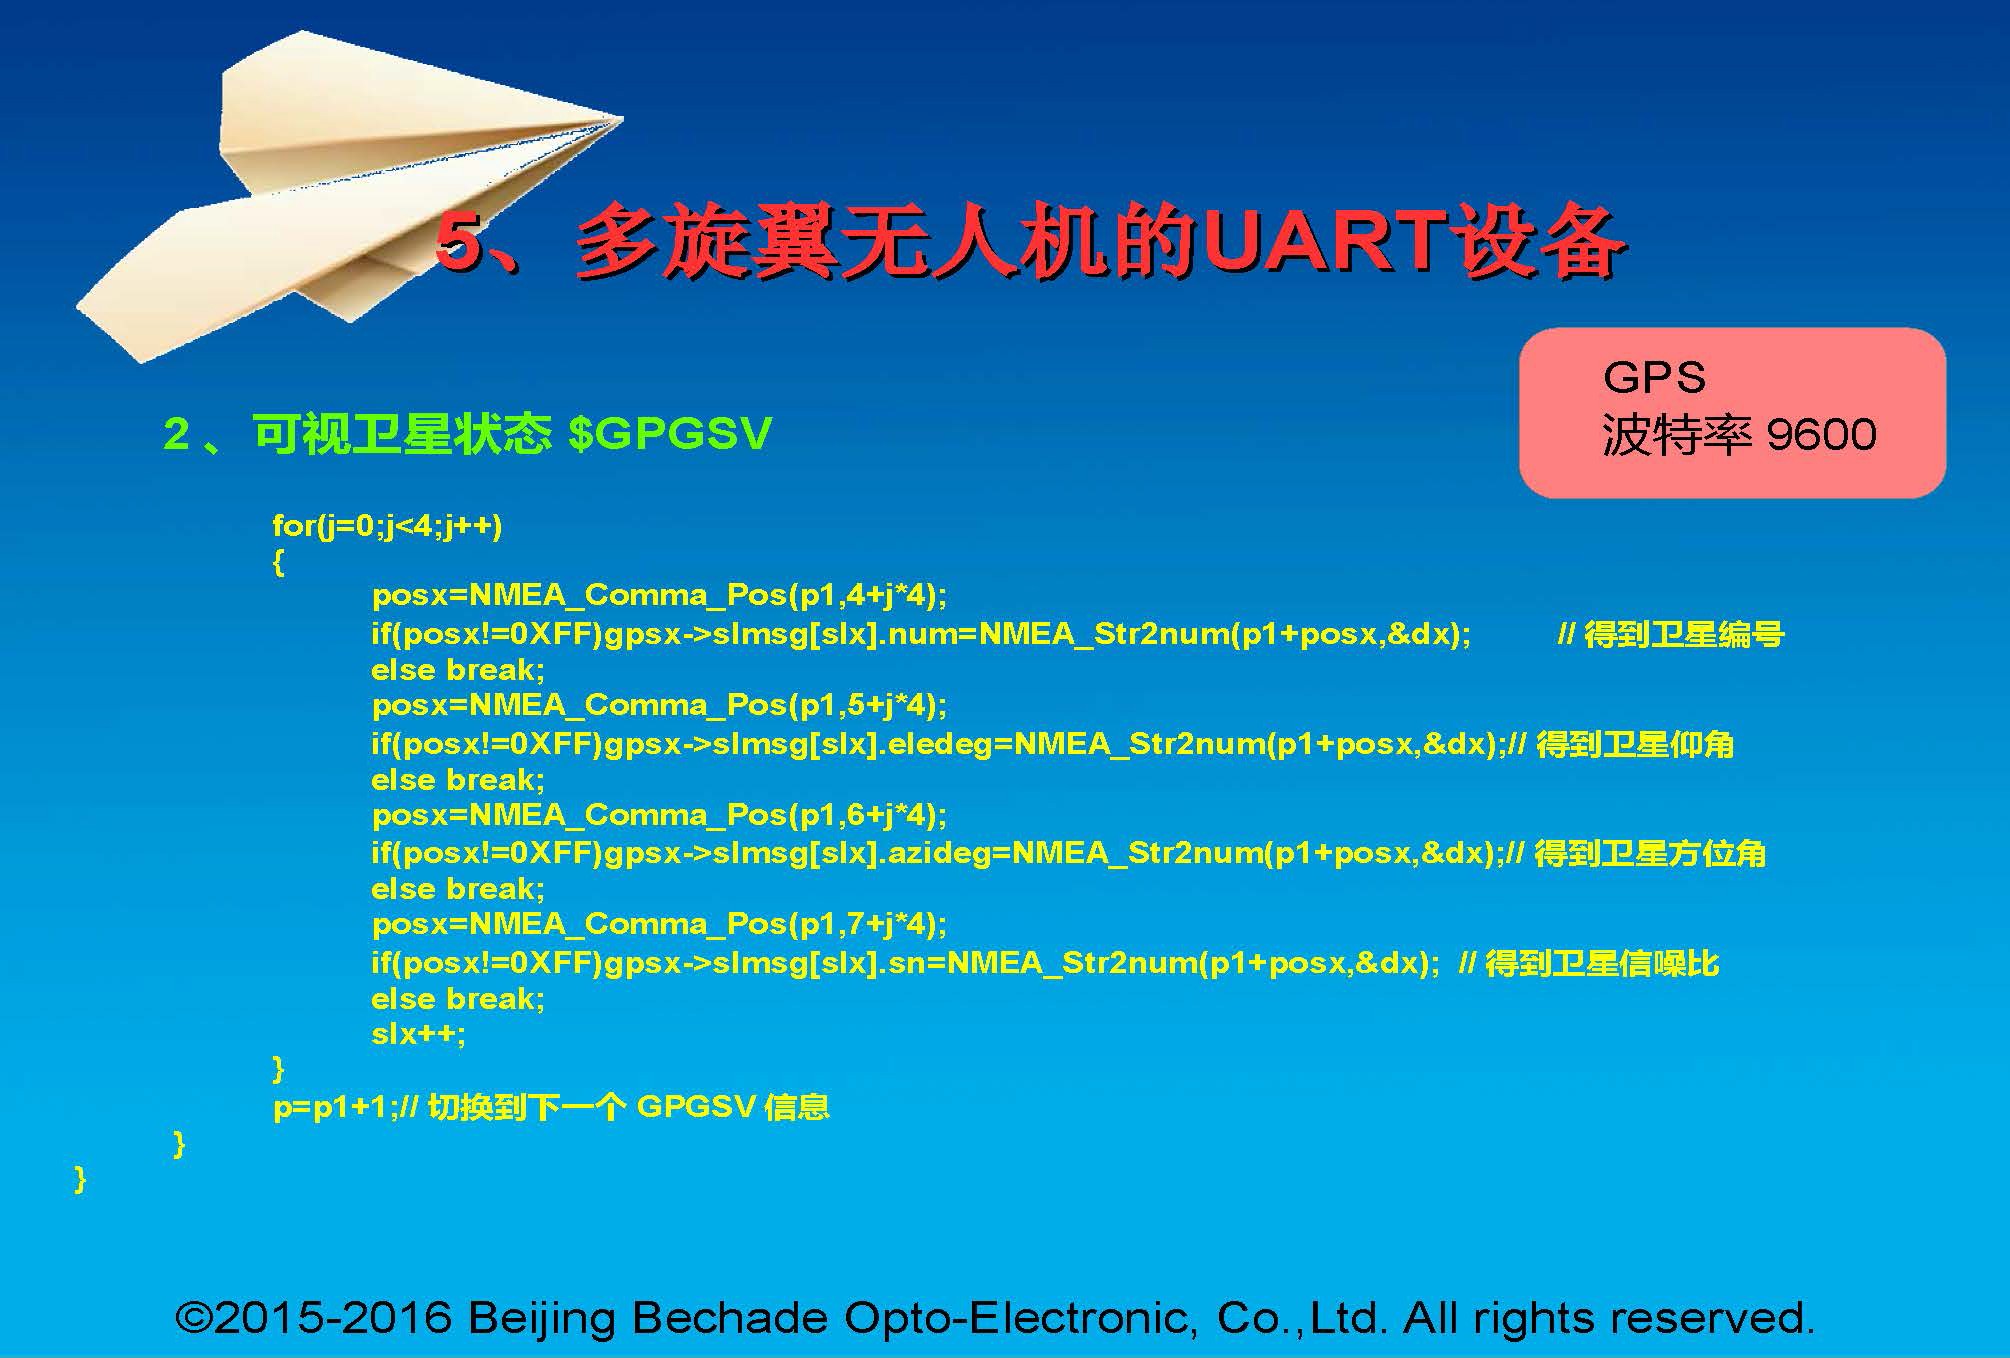 5、多旋翼无人机的UART设备
GPS
波特率 9600
2 、可视卫星状态 $GPGSV
for(j=0;j<4;j++)
{
posx=NMEA_Comma_Pos(p1,4+j*4);
if(posx!=0XFF)gpsx->slmsg[slx].num=NMEA_Str2num(p1+posx,&dx); // 得到卫星编号
else break;
posx=NMEA_Comma_Pos(p1,5+j*4);
if(posx!=0XFF)gpsx->slmsg[slx].eledeg=NMEA_Str2num(p1+posx,&dx);// 得到卫星仰角
else break;
posx=NMEA_Comma_Pos(p1,6+j*4);
if(posx!=0XFF)gpsx->slmsg[slx].azideg=NMEA_Str2num(p1+posx,&dx);// 得到卫星方位角
else break;
posx=NMEA_Comma_Pos(p1,7+j*4);
if(posx!=0XFF)gpsx->slmsg[slx].sn=NMEA_Str2num(p1+posx,&dx); // 得到卫星信噪比
else break;
slx++;
}
p=p1+1;// 切换到下一个 GPGSV 信息
}
}
©2015-2016 Beijing Bechade Opto-Electronic, Co.,Ltd. All rights reserved.